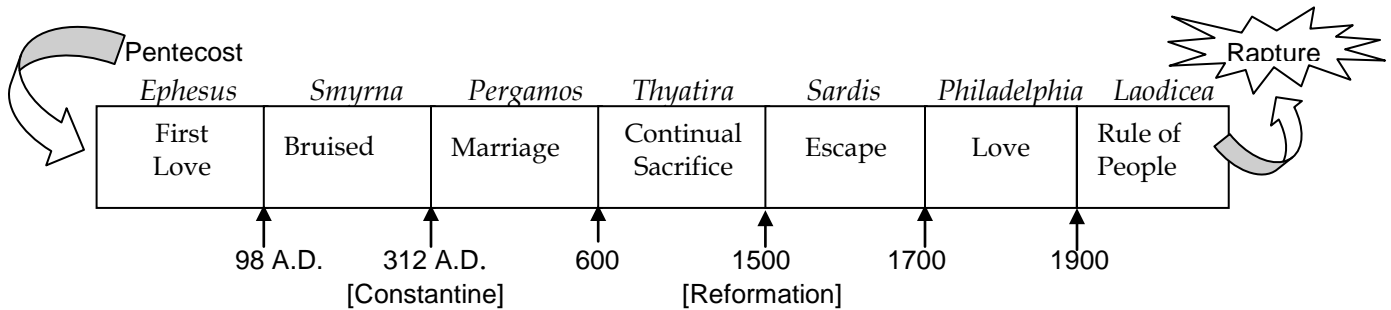 Pentecost
Rapture
Ephesus Smyrna Pergamos Thyatira Sardis Philadelphia Laodicea
First Love
Bruised
Marriage
Continual Sacrifice
Escape
Love
Rule of People
98 A.D. 312 A.D. 600 1500 1700 1900
[Constantine] [Reformation]